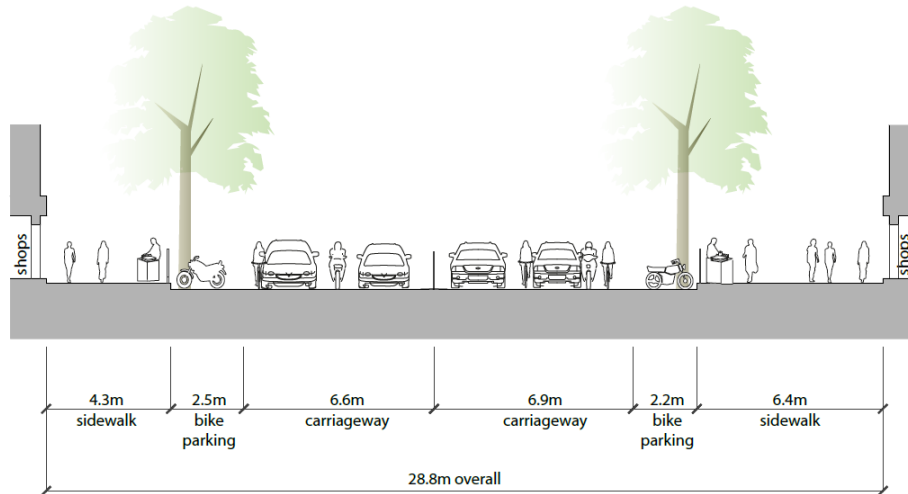 shops
shops
4.3m
sidewalk
2.5m
bike
parking
6.6m
carriageway
6.9m
carriageway
2.2m
bike
parking
6.4m
sidewalk
28.8m overall